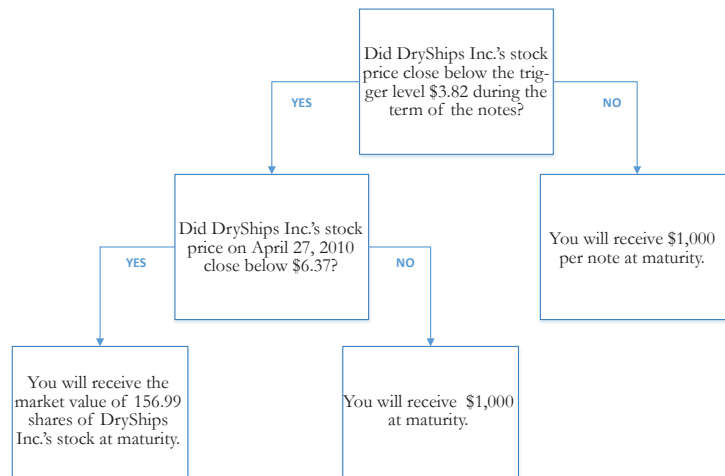 Did DryShips Inc.'s stock
price close below the trig-
ger level $3.82 during the
term of the notes?
YES
NO
Did DryShips Inc.'s stock
price on April 27, 2010
close below $6.37?
You will receive $1,000
per note at maturity.
YES
NO
You will receive the
market value of 156.99
shares of DryShips
Inc.'s stock at maturity.
You will receive $1,000
at maturity.